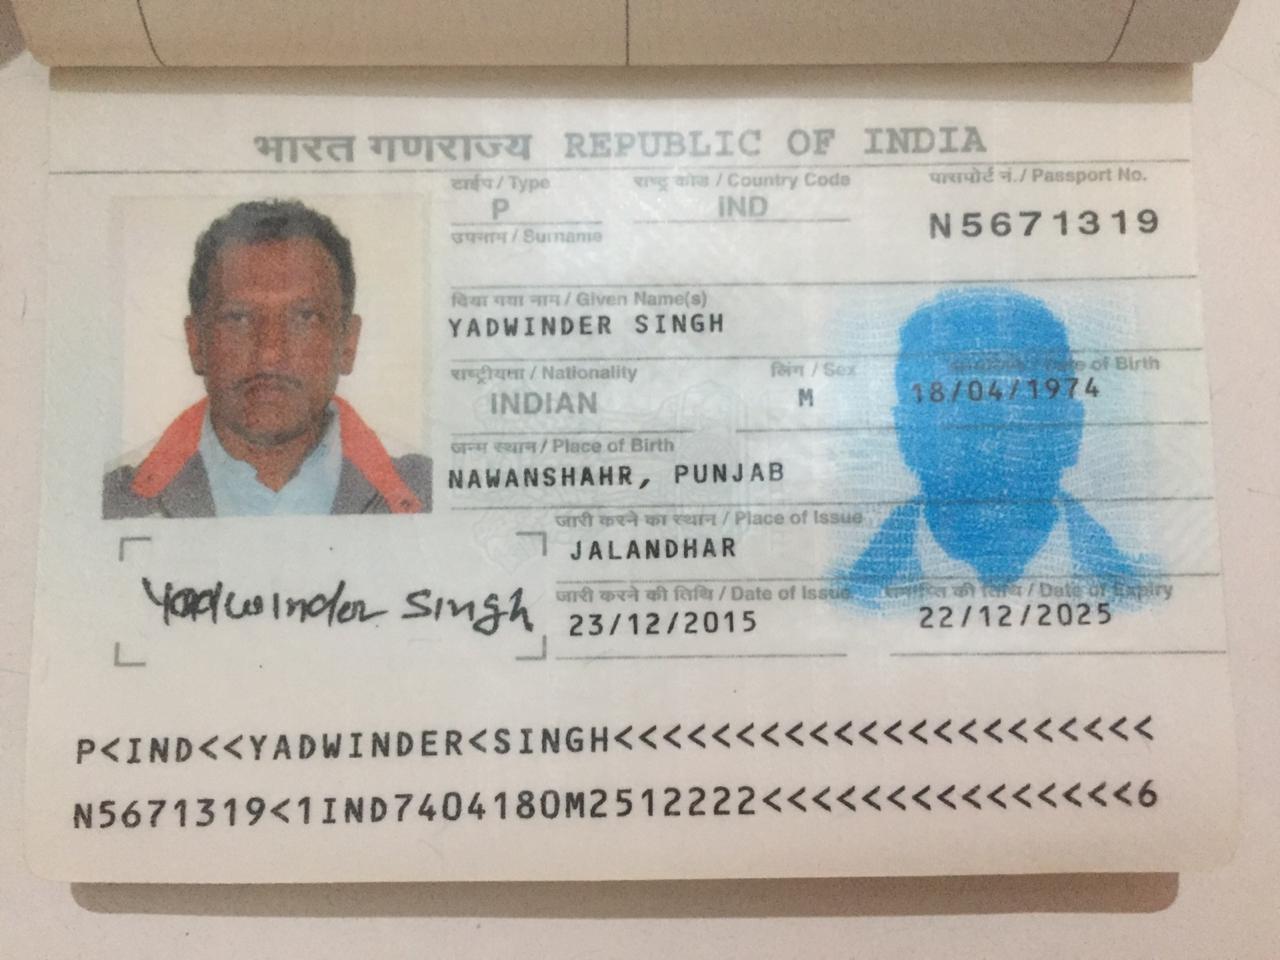 भारत गणराज्य REPUBLIC OF INDIA
टाईप / Type राष्ट्र कोड / Country Code पासपोर्ट नं. / Passport No.
P IND N5671319
उपनाम / Surname
दिया गया नाम / Given Name(s)
YADWINDER SINGH
राष्ट्रीयता / Nationality लिंग / Sex Date of Birth
INDIAN M 18/04/1974
जन्म स्थान / Place of Birth
NAWANSHAHR, PUNJAB
जारी करने का स्थान / Place of Issue
JALANDHAR
Yadwinder Singh
जारी करने की तिथि / Date of Issue समाप्ति की तिथि / Date of Expiry
23/12/2015 22/12/2025
P<IND<<YADWINDER<SINGH<<<<<<<<<<<<<<<<<<<<<<
N5671319<1IND7404180M2512222<<<<<<<<<<<<<<<6